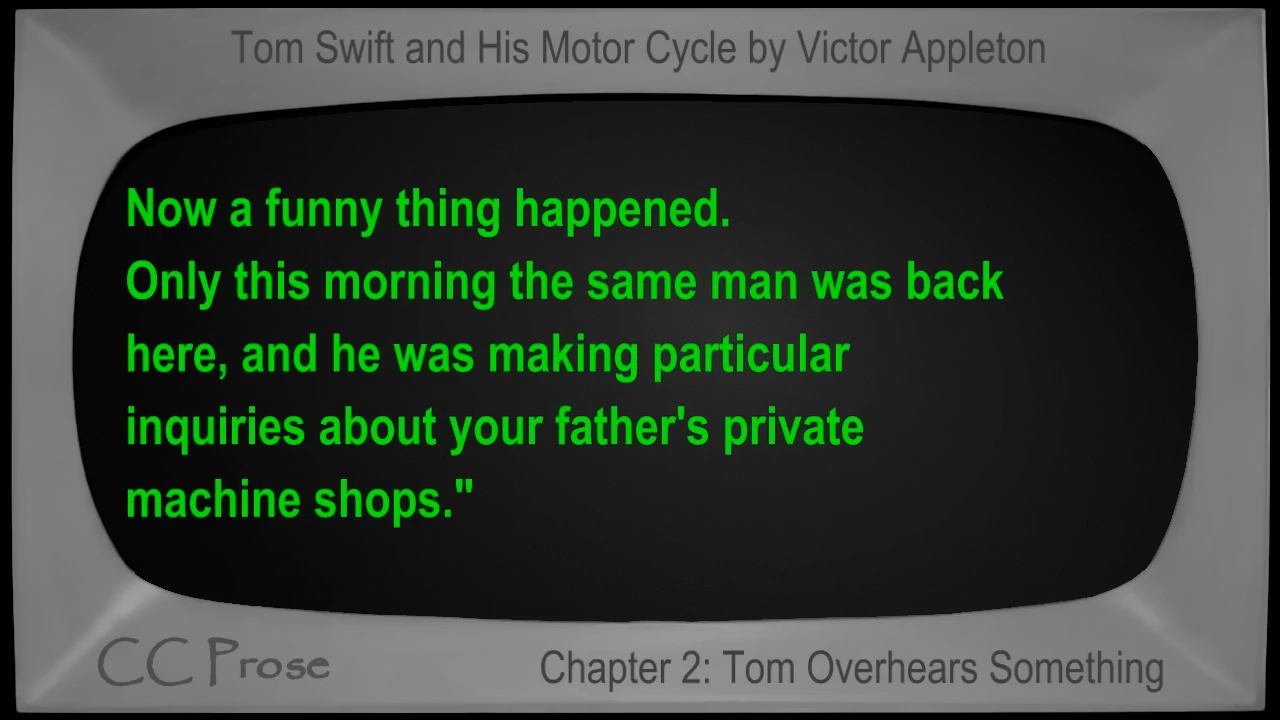 Tom Swift and His Motor Cycle by Victor Appleton
Now a funny thing happened.
Only this morning the same man was back
here, and he was making particular
inquiries about your father's private
machine shops."
CC Prose
Chapter 2: Tom Overhears Something